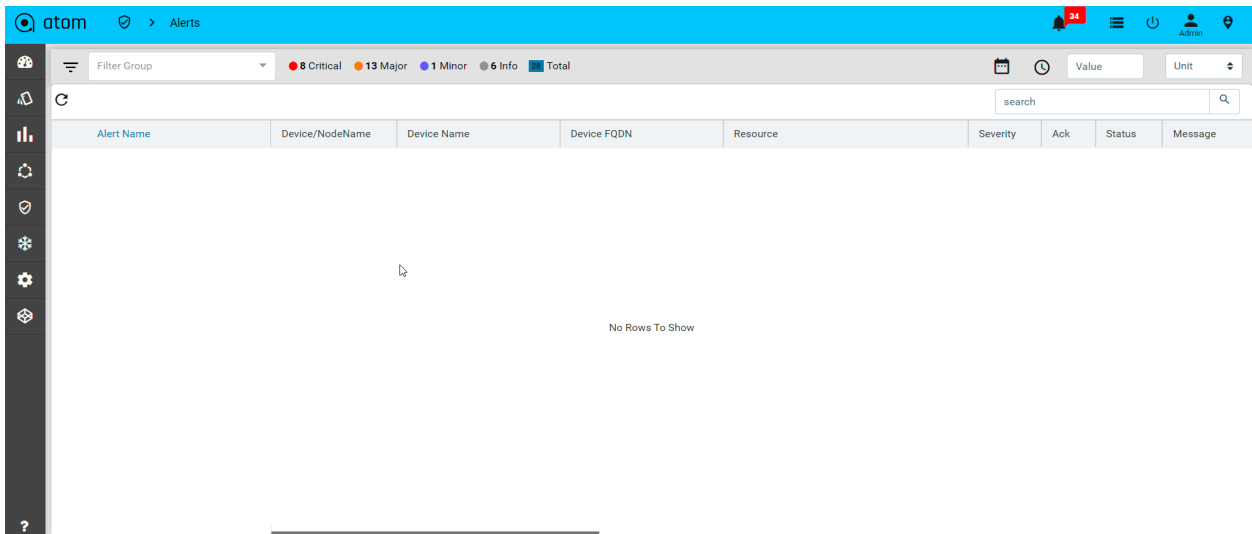 atom > Alerts 34 Admin
Filter Group 8 Critical 13 Major 1 Minor 6 Info 28 Total Value Unit
search
Alert Name Device/NodeName Device Name Device FQDN Resource Severity Ack Status Message
No Rows To Show
?